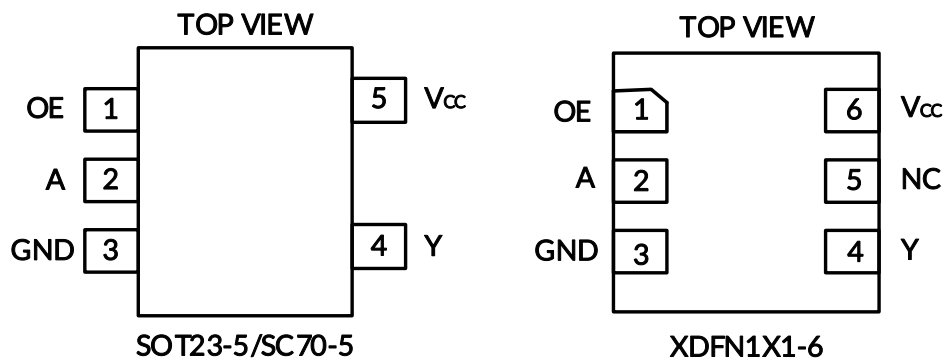 TOP VIEW
OE 1
5 VCC
A 2
GND 3
4 Y
SOT23-5/SC70-5
TOP VIEW
OE 1
6 VCC
A 2
5 NC
GND 3
4 Y
XDFN1X1-6